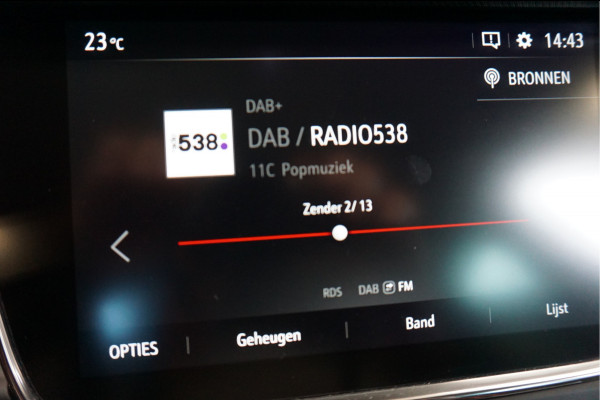 23°C 14:43
BRONNEN
DAB+
538
DAB / RADIO538
11C Popmuziek
Zender 2/ 13
RDS DAB FM
OPTIES Geheugen Band Lijst